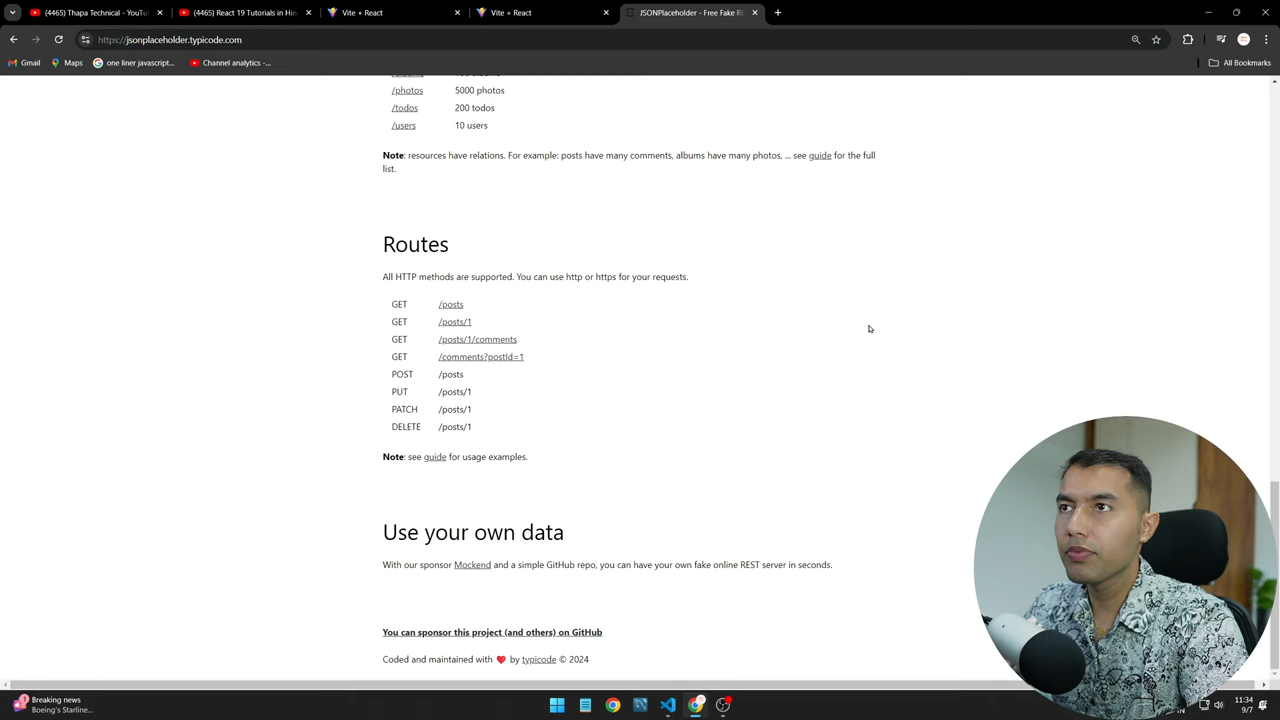 (4465) Thapa Technical - YouTu
(4465) React 19 Tutorials in Hin
Vite + React
Vite + React
JSONPlaceholder - Free Fake RE
https://jsonplaceholder.typicode.com
Gmail
Maps
one liner javascript...
Channel analytics -...
All Bookmarks
/photos 5000 photos
/todos 200 todos
/users 10 users
Note: resources have relations. For example: posts have many comments, albums have many photos, ... see guide for the full
list.
Routes
All HTTP methods are supported. You can use http or https for your requests.
GET /posts
GET /posts/1
GET /posts/1/comments
GET /comments?postId=1
POST /posts
PUT /posts/1
PATCH /posts/1
DELETE /posts/1
Note: see guide for usage examples.
Use your own data
With our sponsor Mockend and a simple GitHub repo, you can have your own fake online REST server in seconds.
You can sponsor this project (and others) on GitHub
Coded and maintained with ❤️ by typicode © 2024
1
Breaking news
Boeing's Starline...
11:34
9/7